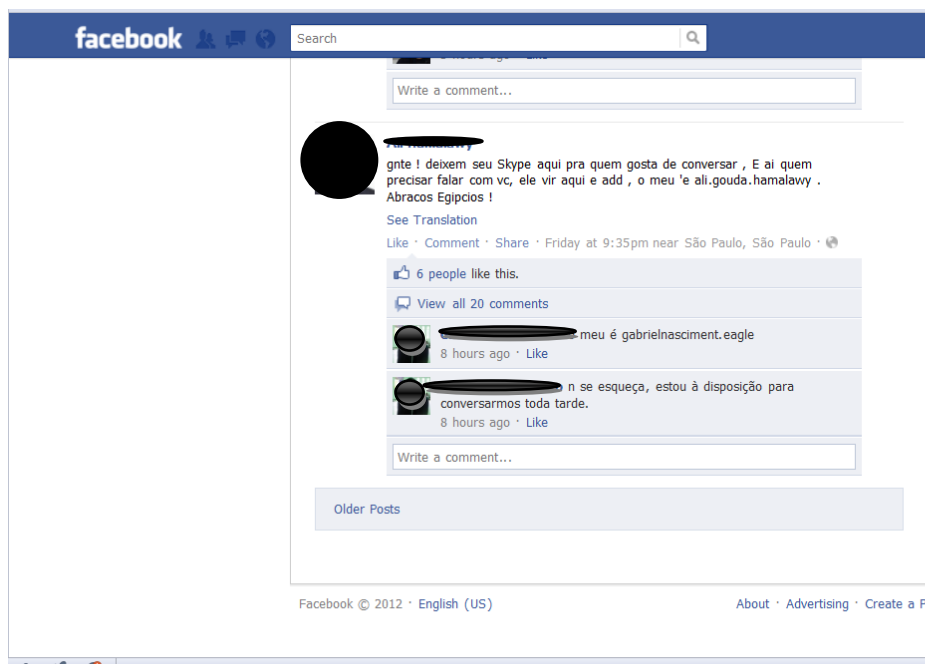 facebook
Search
Write a comment...
gnte ! deixem seu Skype aqui pra quem gosta de conversar , E ai quem
precisar falar com vc, ele vir aqui e add , o meu 'e ali.gouda.hamalawy .
Abracos Egipcios !
See Translation
Like · Comment · Share · Friday at 9:35pm near São Paulo, São Paulo ·
6 people like this.
View all 20 comments
meu é gabrielnasciment.eagle
8 hours ago · Like
n se esqueça, estou à disposição para
conversarmos toda tarde.
8 hours ago · Like
Write a comment...
Older Posts
Facebook © 2012 · English (US)
About · Advertising · Create a